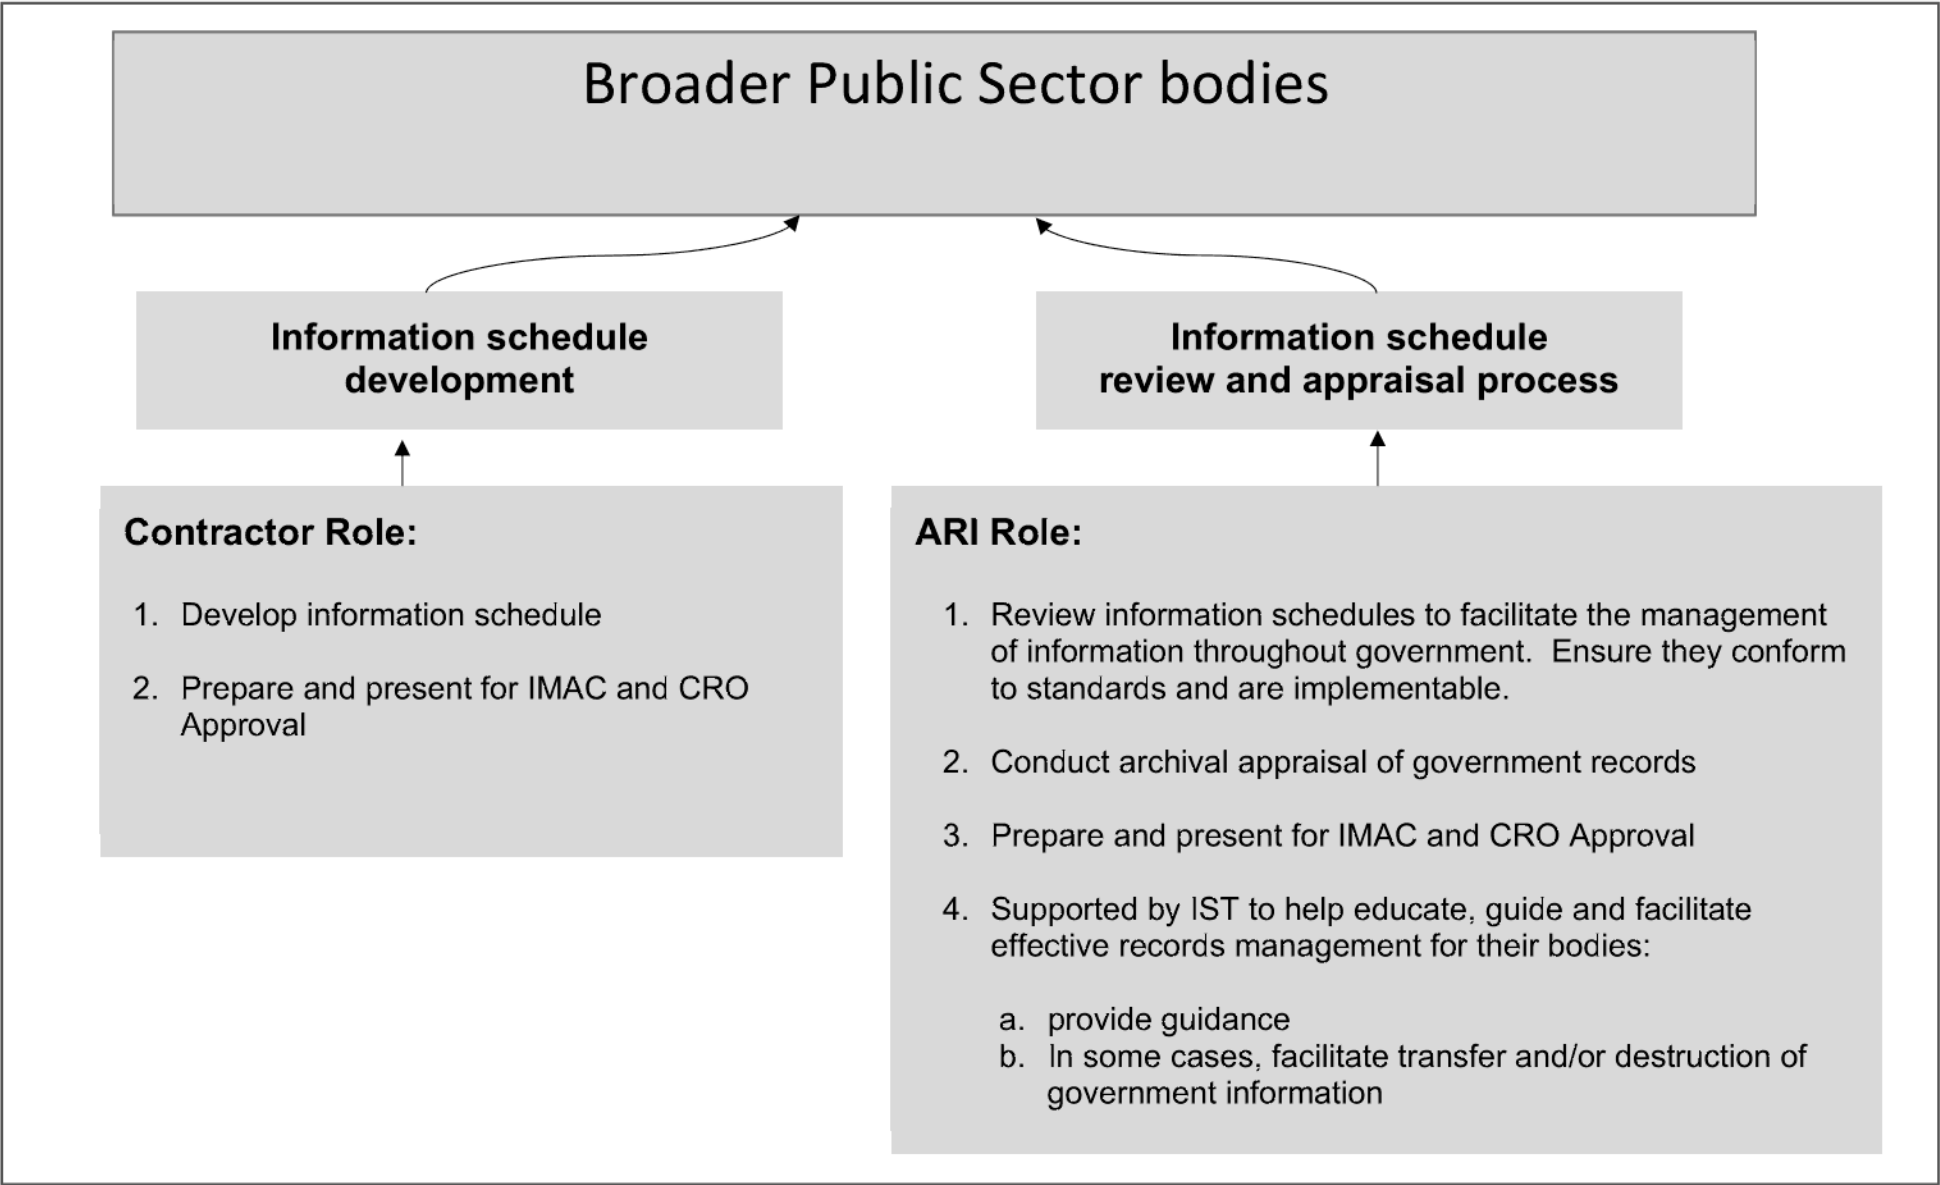 Broader Public Sector bodies
Information schedule
development
Information schedule
review and appraisal process
Contractor Role:
1. Develop information schedule
2. Prepare and present for IMAC and CRO
Approval
ARI Role:
1. Review information schedules to facilitate the management
of information throughout government.  Ensure they conform
to standards and are implementable.
2. Conduct archival appraisal of government records
3. Prepare and present for IMAC and CRO Approval
4. Supported by IST to help educate, guide and facilitate
effective records management for their bodies:
a. provide guidance
b. In some cases, facilitate transfer and/or destruction of
government information